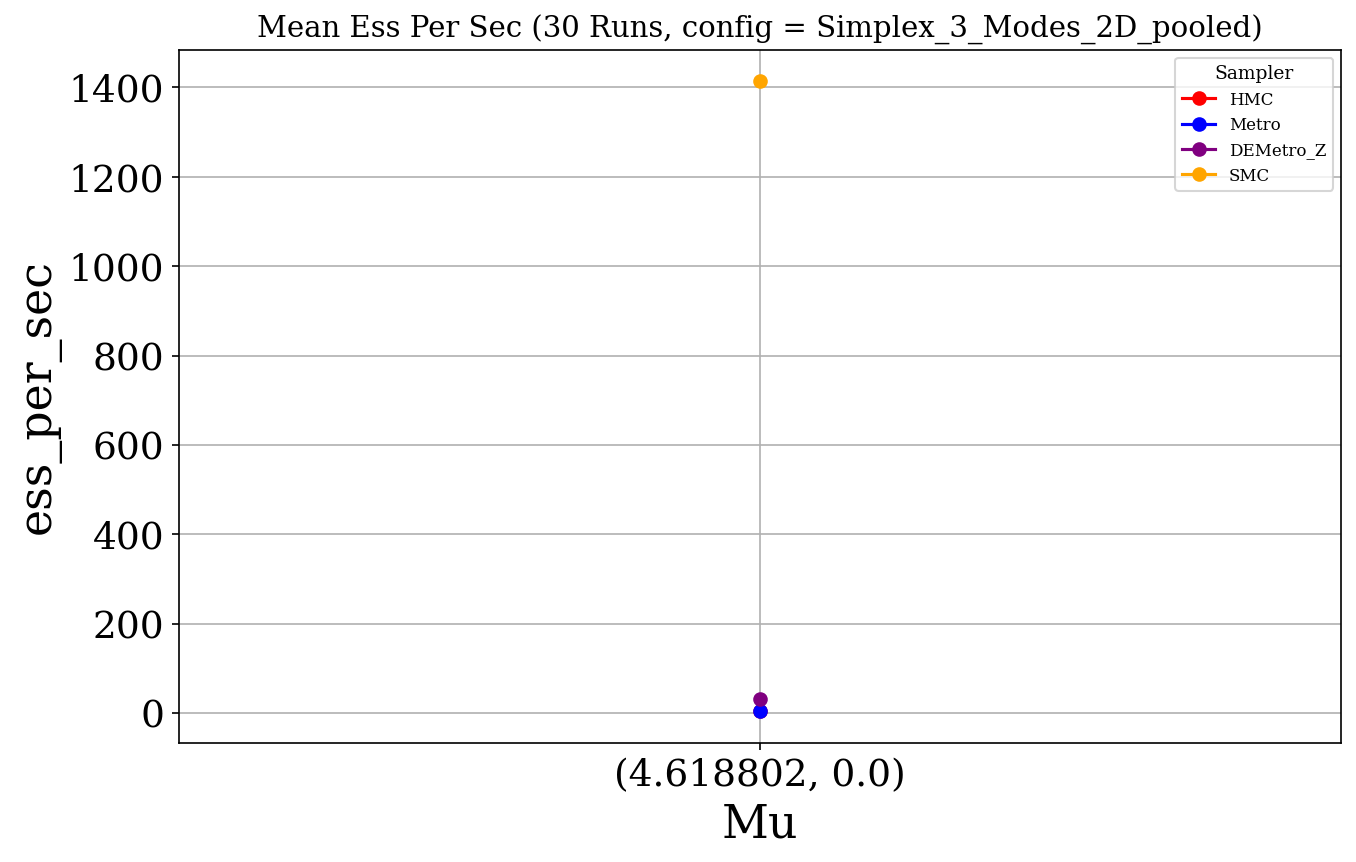 Mean Ess Per Sec (30 Runs, config = Simplex_3_Modes_2D_pooled)
Sampler
HMC
Metro
DEMetro_Z
SMC
1400
1200
1000
800
600
400
200
0
ess_per_sec
(4.618802, 0.0)
Mu